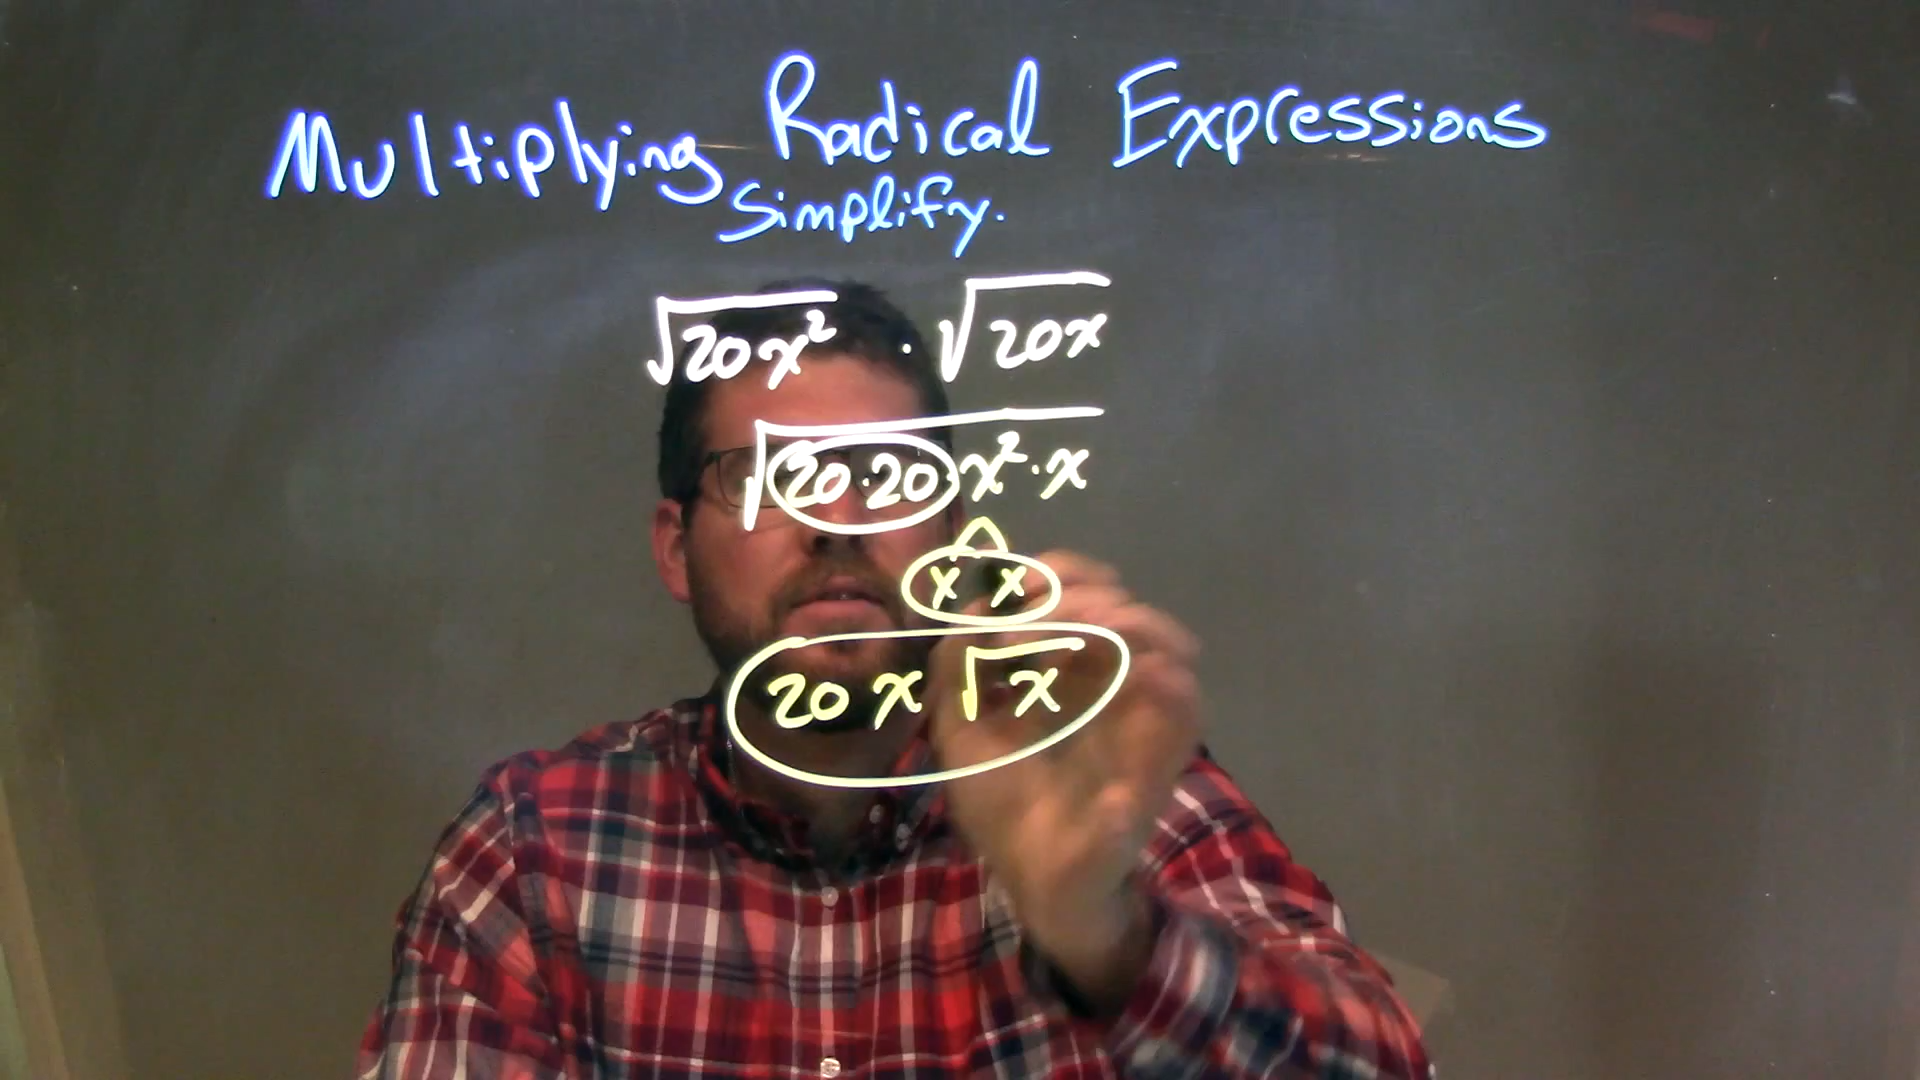 Multiplying Radical Expressions
Simplify.
√20x² · √20x
√20·20·x²·x
x x
20x√x